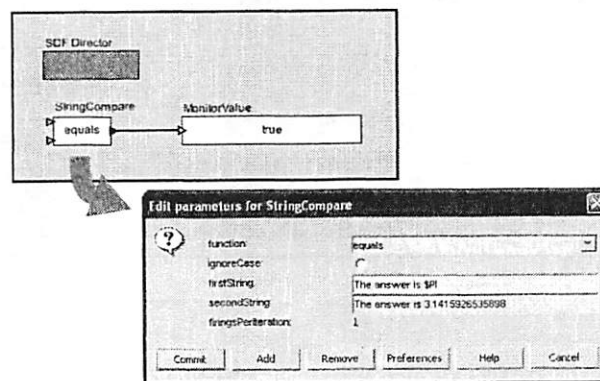 SDF Director
StringCompare
MonitorValue
equals
true
Edit parameters for StringCompare
?
function: equals
ignoreCase:
firstString: The answer is $PI
secondString: The answer is 3.1415926535898
firingsPerIteration: 1
Commit Add Remove Preferences Help Cancel